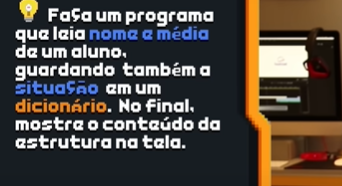 Faça um programa
que leia nome e média
de um aluno,
guardando também a
situação em um
dicionário. No final,
mostre o conteúdo da
estrutura na tela.